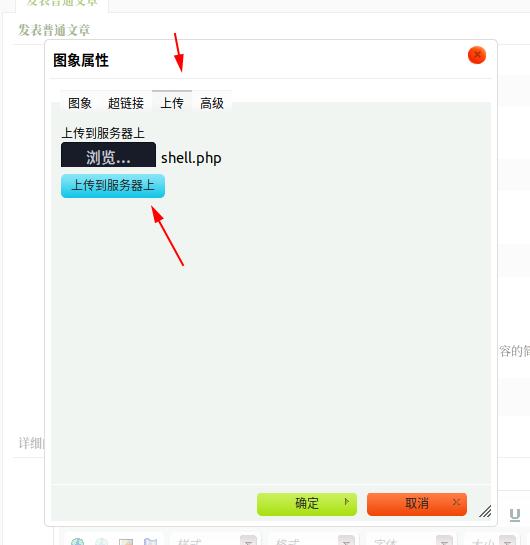 发表普通文章
发表普通文章
图象属性
图象 超链接 上传 高级
上传到服务器上
浏览... shell.php
上传到服务器上
容的简
详细
确定 取消
样式 格式 字体 大小